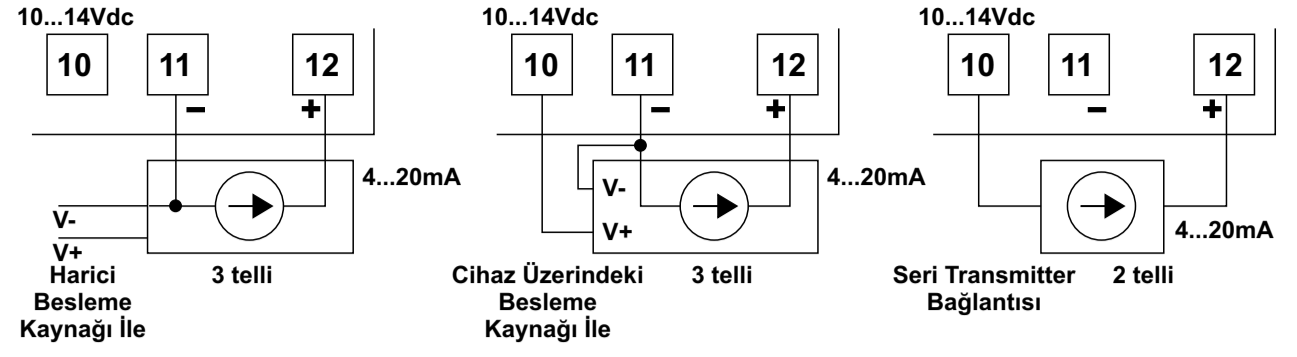 10...14Vdc
10 11 12
– +
4...20mA
V-
V+
Harici
Besleme
Kaynağı İle
3 telli
10...14Vdc
10 11 12
– +
4...20mA
V-
V+
Cihaz Üzerindeki
Besleme
Kaynağı İle
3 telli
10...14Vdc
10 11 12
– +
4...20mA
Seri Transmitter
Bağlantısı
2 telli